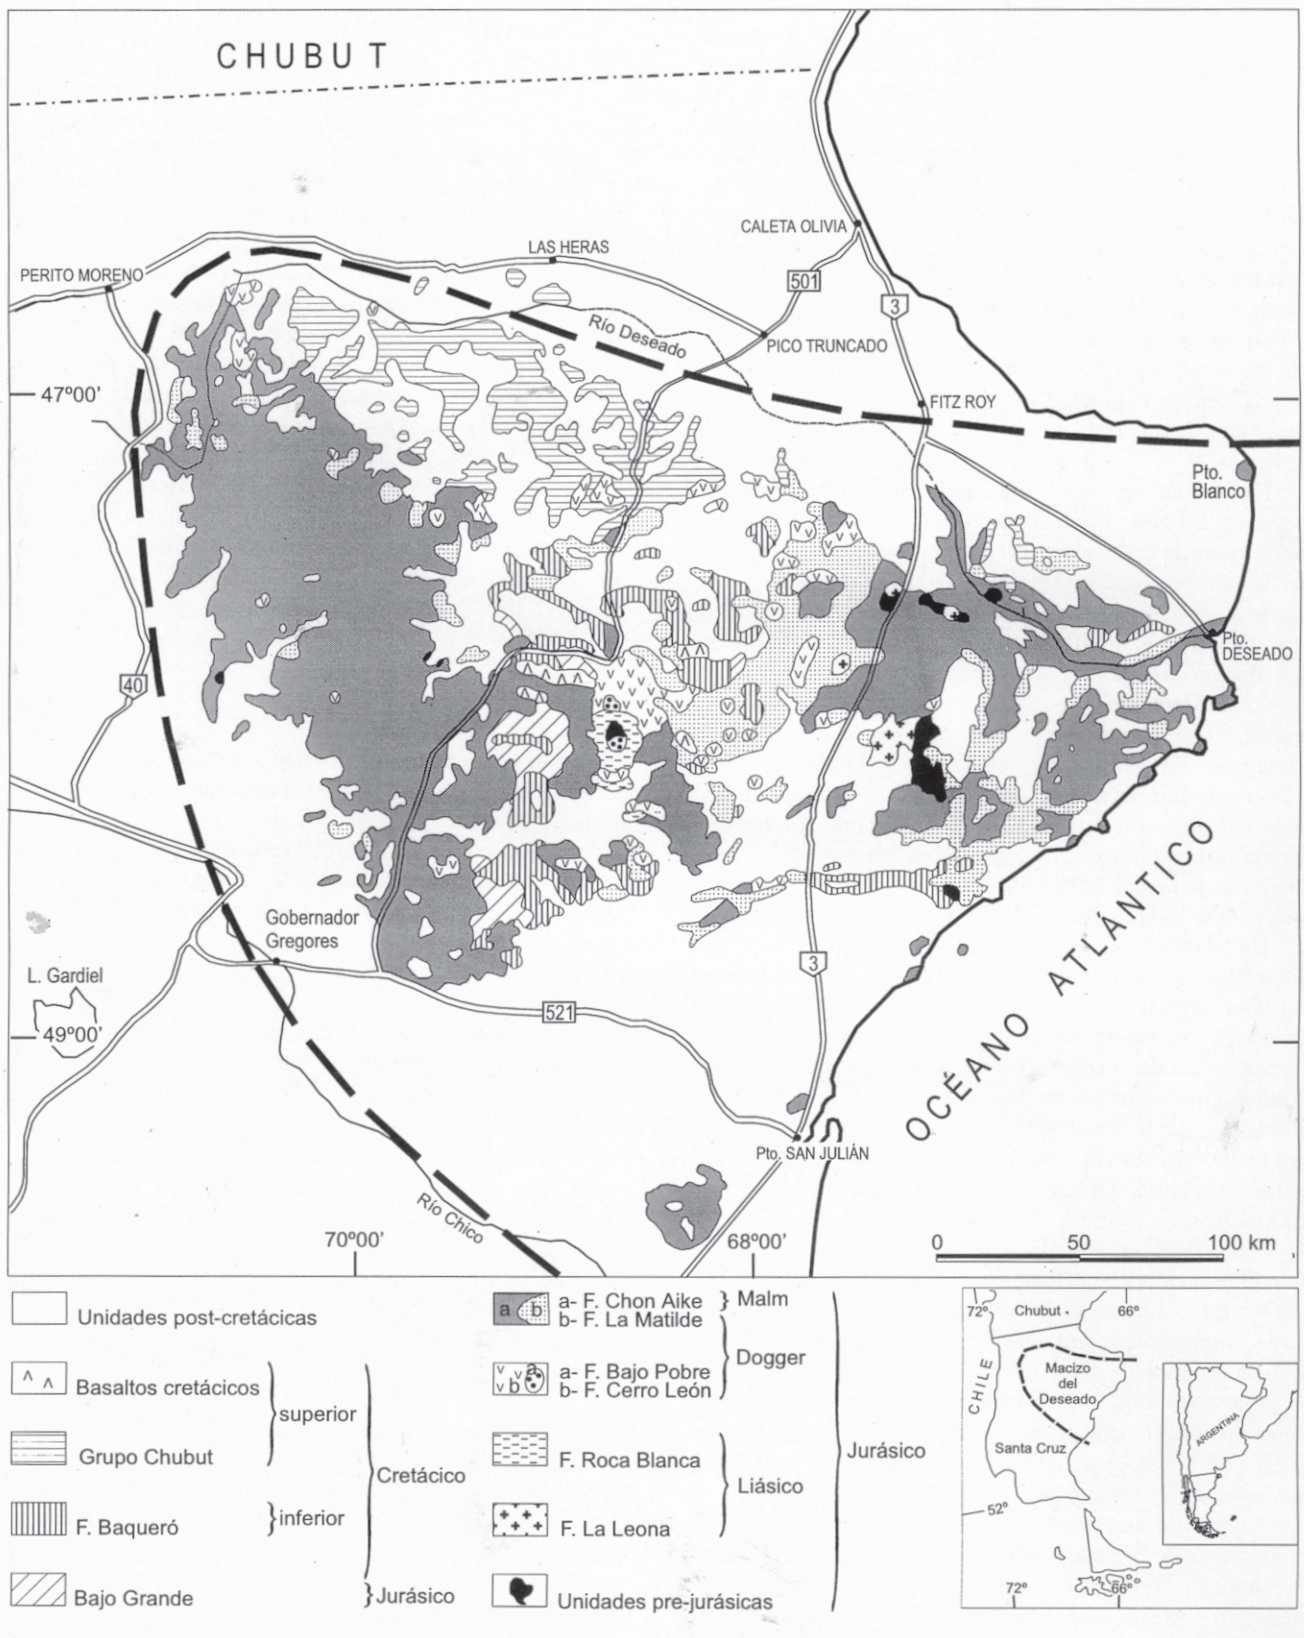 CHUBUT
CALETA OLIVIA
LAS HERAS
PERITO MORENO
501
3
Río Deseado
PICO TRUNCADO
47º00'
FITZ ROY
Pto.
Blanco
Pto.
DESEADO
40
Gobernador
Gregores
L. Gardiel
49º00'
3
521
OCÉANO ATLÁNTICO
Pto. SAN JULIÁN
Río Chico
70º00'
68º00'
0 50 100 km
Unidades post-cretácicas
Basaltos cretácicos
superior
Grupo Chubut
Cretácico
F. Baqueró
inferior
Bajo Grande
Jurásico
a b
a- F. Chon Aike
Malm
b- F. La Matilde
Dogger
a
b
a- F. Bajo Pobre
b- F. Cerro León
F. Roca Blanca
Liásico
F. La Leona
Jurásico
Unidades pre-jurásicas
72º
Chubut
66º
CHILE
Macizo
del
Deseado
Santa Cruz
52º
72º
66º
ARGENTINA